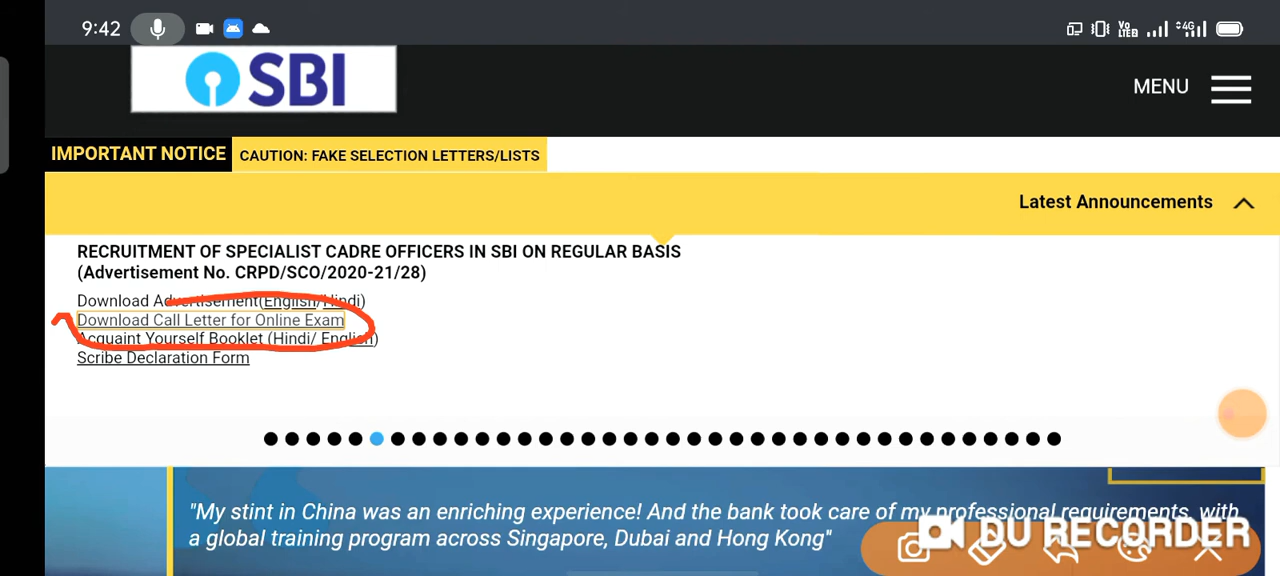 9:42
Vo
LTE2
4G
SBI
MENU
IMPORTANT NOTICE
CAUTION: FAKE SELECTION LETTERS/LISTS
Latest Announcements
RECRUITMENT OF SPECIALIST CADRE OFFICERS IN SBI ON REGULAR BASIS
(Advertisement No. CRPD/SCO/2020-21/28)
Download Advertisement(English/Hindi)
Download Call Letter for Online Exam
Acquaint Yourself Booklet (Hindi/ English)
Scribe Declaration Form
"My stint in China was an enriching experience! And the bank took care of my professional requirements, with
a global training program across Singapore, Dubai and Hong Kong"
DU RECORDER